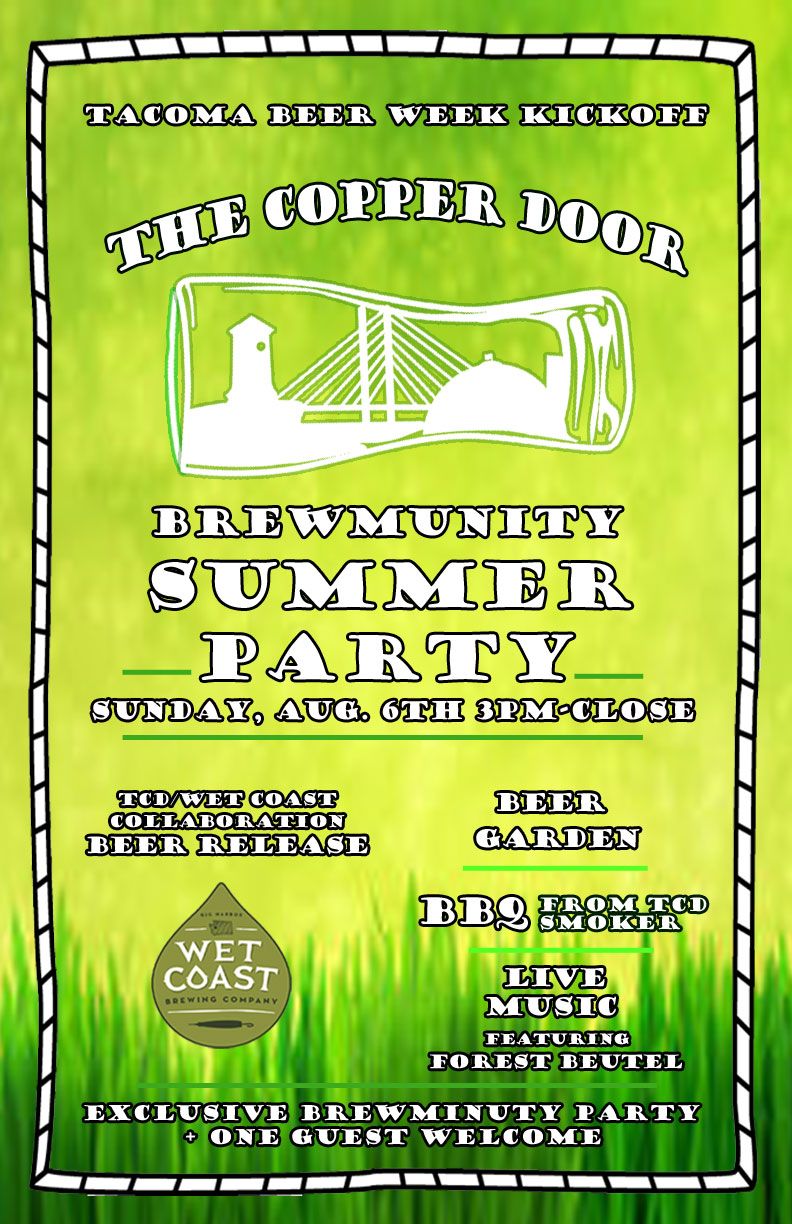 TACOMA BEER WEEK KICKOFF
THE COPPER DOOR
BREWMUNITY
SUMMER
PARTY
SUNDAY, AUG. 6TH 3PM-CLOSE
TCD/WET COAST
COLLABORATION
BEER RELEASE
GIG HARBOR
WET
COAST
BREWING COMPANY
BEER
GARDEN
BBQ FROM TCD
SMOKER
LIVE
MUSIC
FEATURING
FOREST BEUTEL
EXCLUSIVE BREWMINUTY PARTY
+ ONE GUEST WELCOME